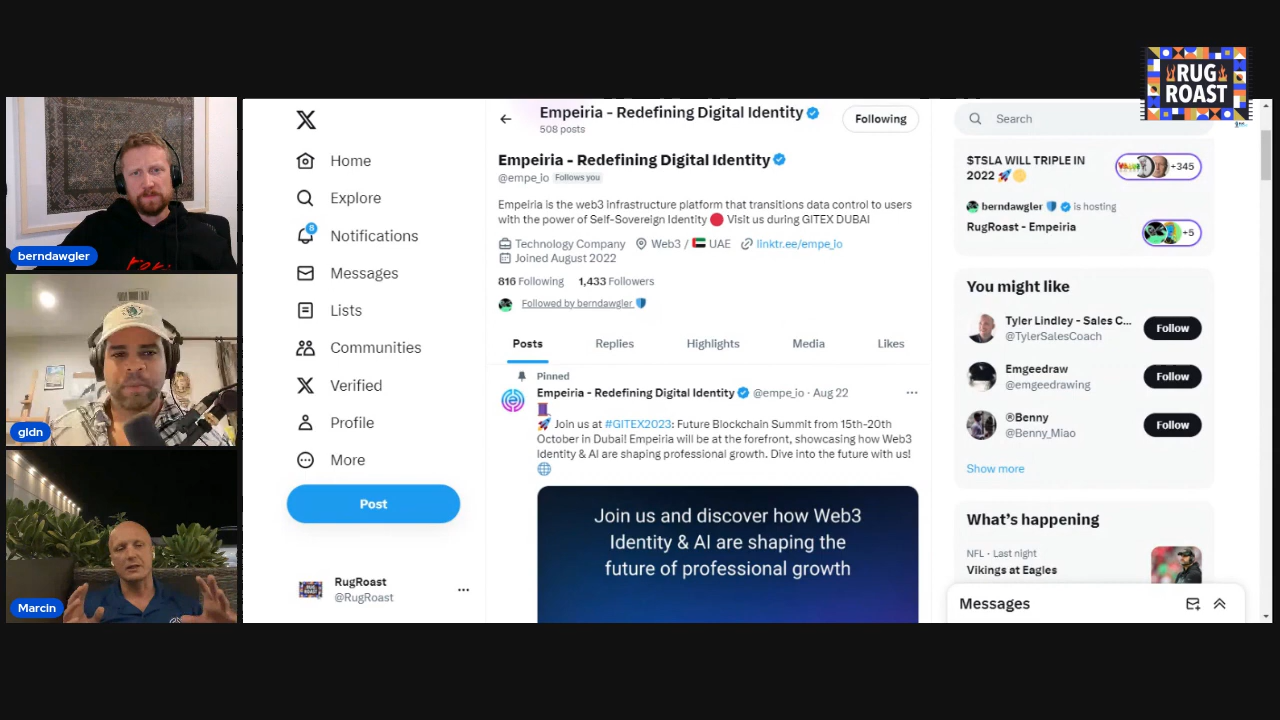 RUG
ROAST
berndawgler
gldn
Marcin
Home
Explore
8
Notifications
Messages
Lists
Communities
Verified
Profile
More
Post
RugRoast
@RugRoast
Empeiria - Redefining Digital Identity
508 posts
Following
Empeiria - Redefining Digital Identity
@empe_io Follows you
Empeiria is the web3 infrastructure platform that transitions data control to users
with the power of Self-Sovereign Identity 🔴 Visit us during GITEX DUBAI
Technology Company Web3 / 🇦🇪 UAE linktr.ee/empe_io
Joined August 2022
816 Following 1,433 Followers
Followed by berndawgler 🛡️
Posts Replies Highlights Media Likes
Pinned
Empeiria - Redefining Digital Identity @empe_io · Aug 22
🧵
🚀 Join us at #GITEX2023: Future Blockchain Summit from 15th-20th
October in Dubai! Empeiria will be at the forefront, showcasing how Web3
Identity & AI are shaping professional growth. Dive into the future with us!
🌐
Join us and discover how Web3
Identity & AI are shaping the
future of professional growth
Search
$TSLA WILL TRIPLE IN
2022 🚀🌕
+345
berndawgler 🛡️ is hosting
RugRoast - Empeiria
+5
You might like
Tyler Lindley - Sales C...
@TylerSalesCoach
Follow
Emgeedraw
@emgeedrawing
Follow
®Benny
@Benny_Miao
Follow
Show more
What's happening
NFL · Last night
Vikings at Eagles
Messages